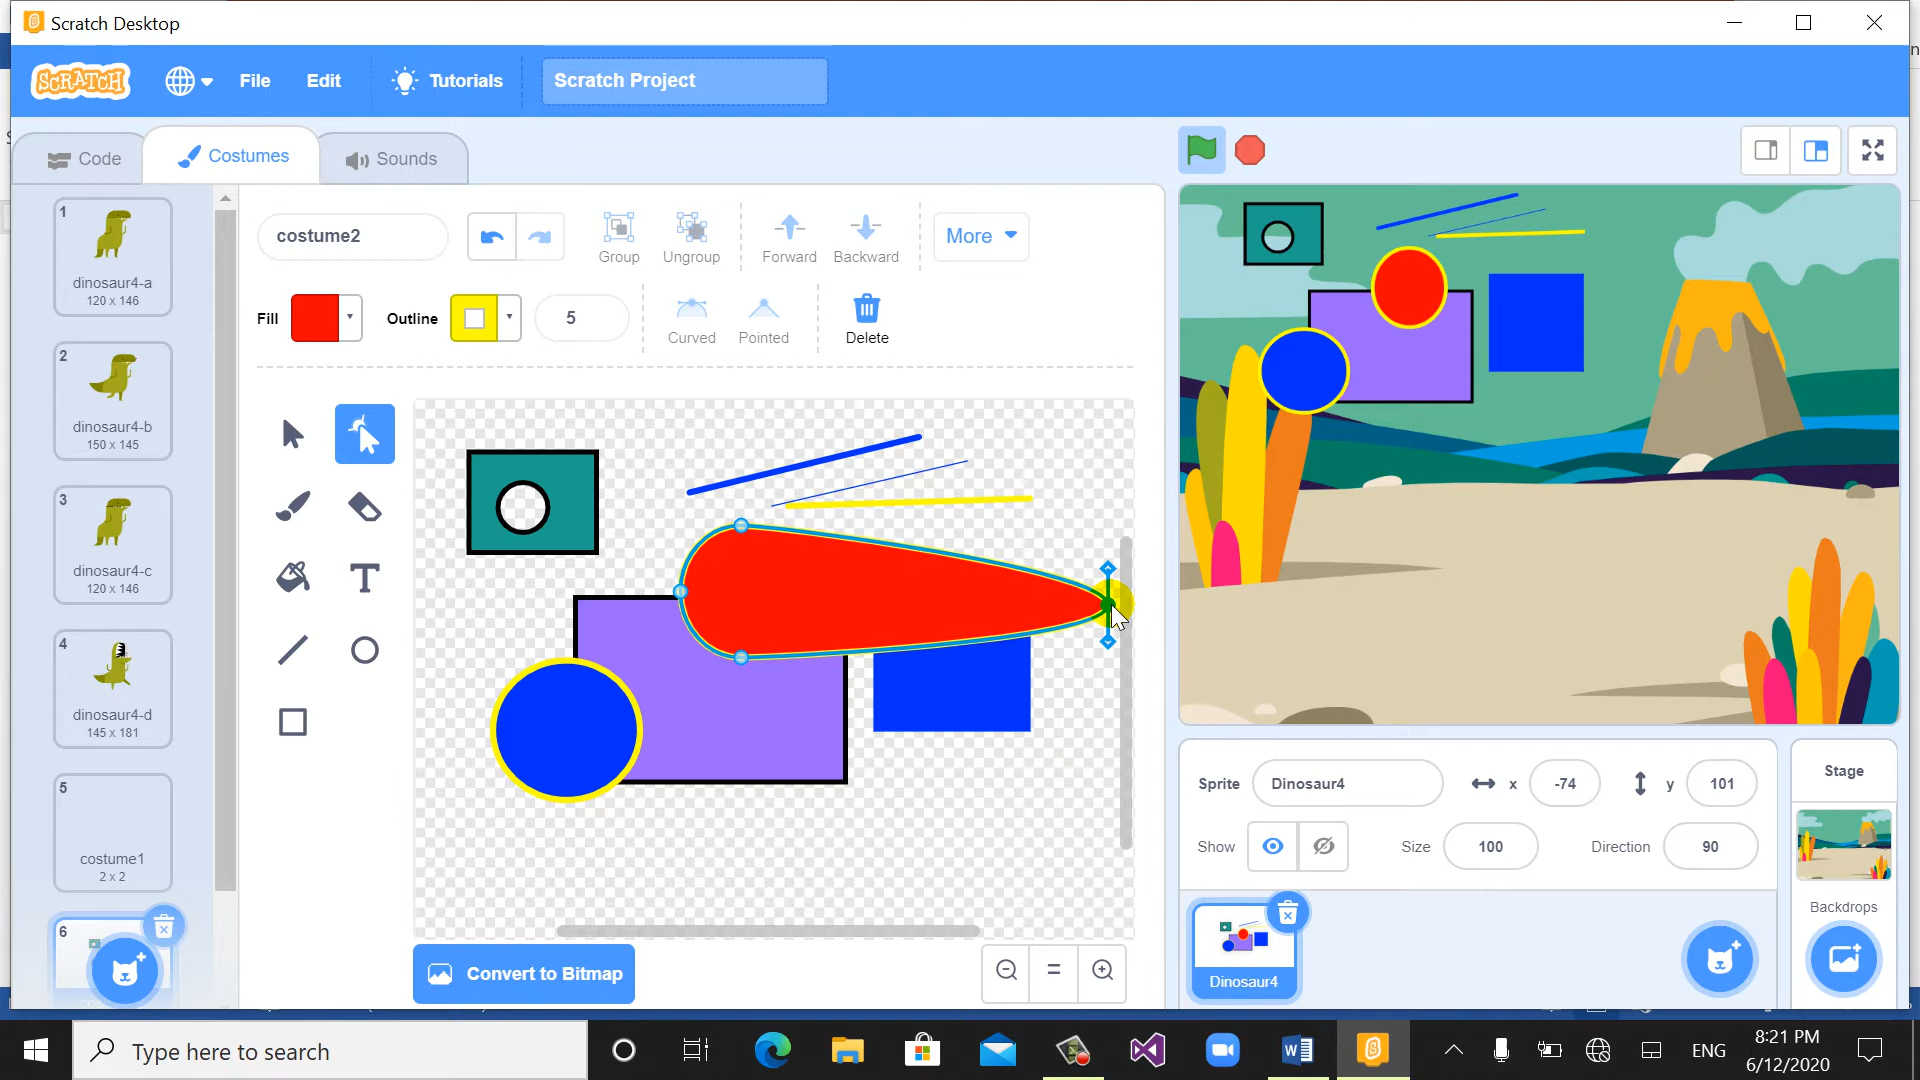 Scratch Desktop
SCRATCH
File
Edit
Tutorials
Scratch Project
Code
Costumes
Sounds
1
dinosaur4-a
120 x 146
2
dinosaur4-b
150 x 145
3
dinosaur4-c
120 x 146
4
dinosaur4-d
145 x 181
5
costume1
2 x 2
6
costume2
Group
Ungroup
Forward
Backward
More
Fill
Outline
5
Curved
Pointed
Delete
T
Convert to Bitmap
=
Sprite
Dinosaur4
x
-74
y
101
Show
Size
100
Direction
90
Dinosaur4
Stage
Backdrops
Type here to search
ENG
8:21 PM
6/12/2020